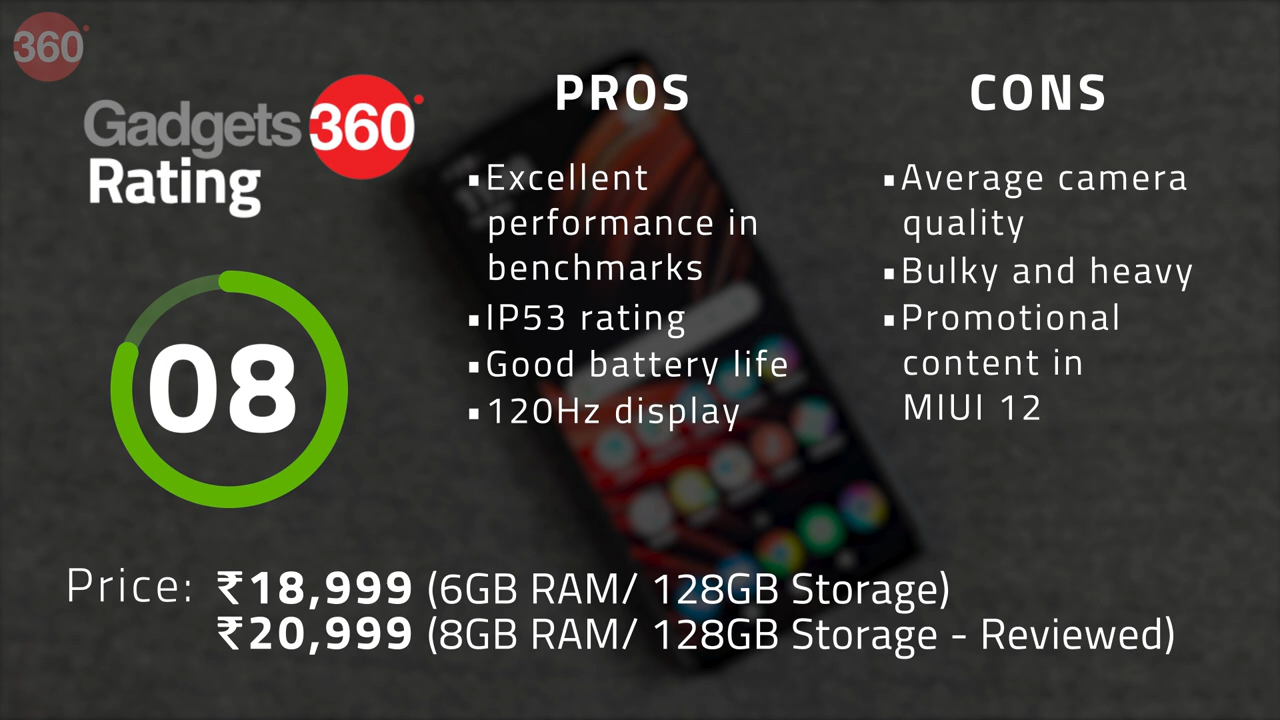 360
Gadgets 360
Rating
08
PROS
▪Excellent
performance in
benchmarks
▪IP53 rating
▪Good battery life
▪120Hz display
CONS
▪Average camera
quality
▪Bulky and heavy
▪Promotional
content in
MIUI 12
Price: ₹18,999 (6GB RAM/ 128GB Storage)
₹20,999 (8GB RAM/ 128GB Storage - Reviewed)